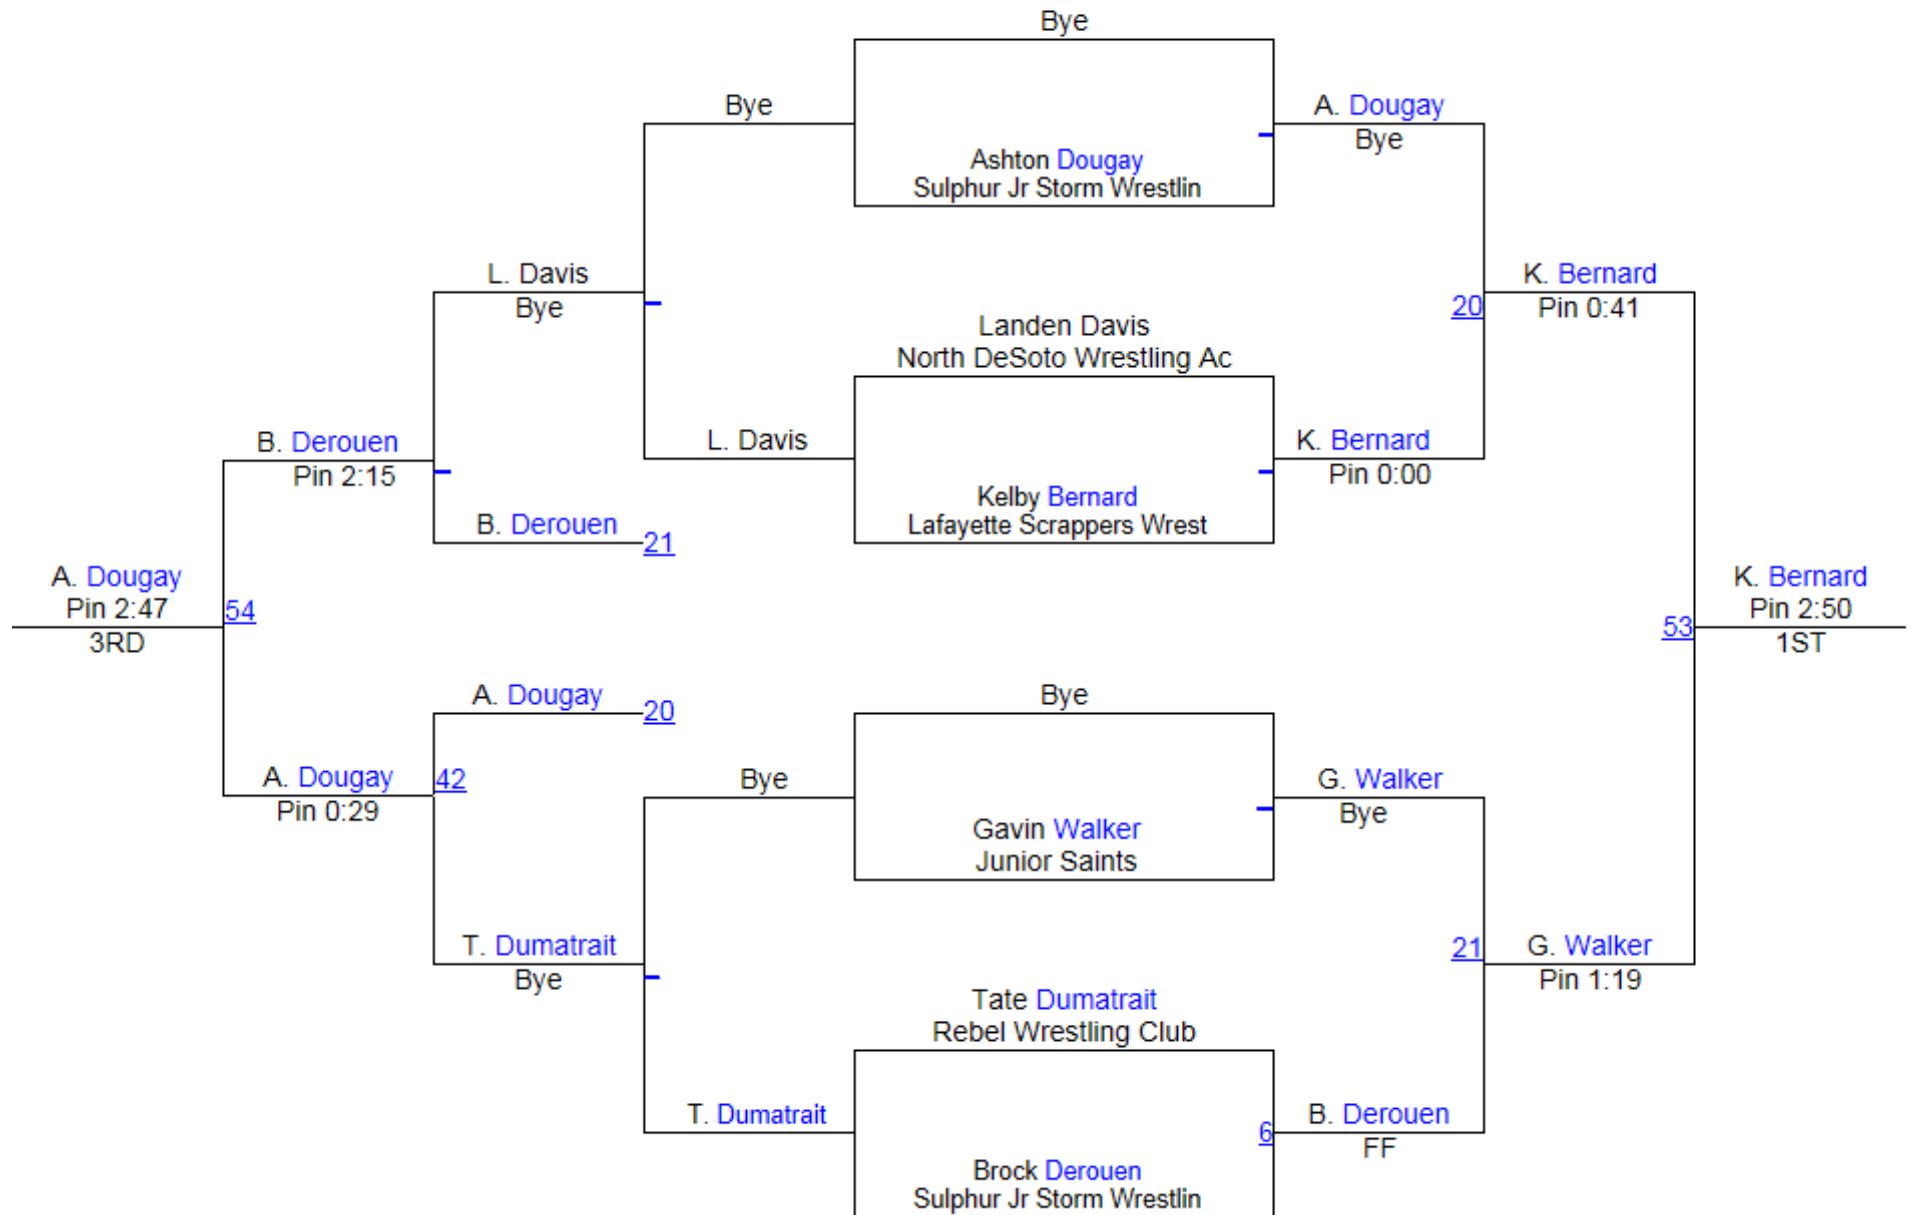 Bye
Bye
A. Dougay
Bye
Ashton Dougay
Sulphur Jr Storm Wrestlin
L. Davis
Bye
K. Bernard
20
Pin 0:41
Landen Davis
North DeSoto Wrestling Ac
B. Derouen
Pin 2:15
L. Davis
K. Bernard
Pin 0:00
Kelby Bernard
Lafayette Scrappers Wrest
B. Derouen
21
A. Dougay
Pin 2:47
3RD
54
K. Bernard
Pin 2:50
1ST
53
A. Dougay
20
Bye
A. Dougay
Pin 0:29
42
Bye
G. Walker
Bye
Gavin Walker
Junior Saints
T. Dumatrait
Bye
21
G. Walker
Pin 1:19
Tate Dumatrait
Rebel Wrestling Club
T. Dumatrait
6
B. Derouen
FF
Brock Derouen
Sulphur Jr Storm Wrestlin